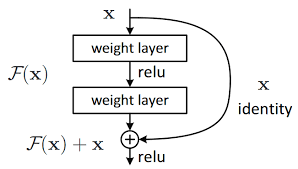 x
weight layer
relu
F(x)
weight layer
x
identity
F(x) + x
+
relu